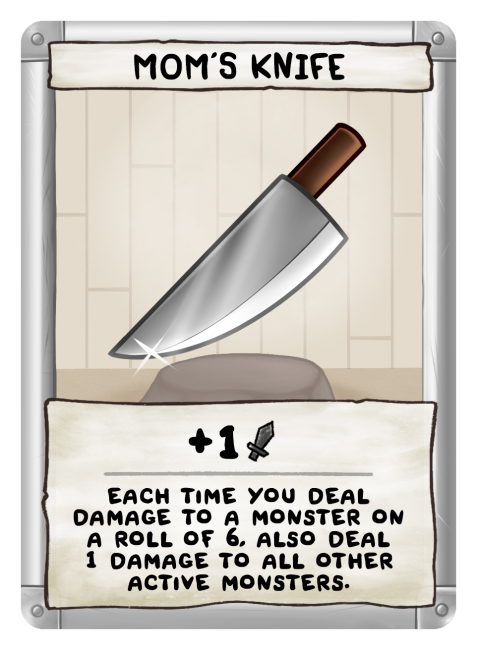 MOM'S KNIFE
+1
EACH TIME YOU DEAL
DAMAGE TO A MONSTER ON
A ROLL OF 6, ALSO DEAL
1 DAMAGE TO ALL OTHER
ACTIVE MONSTERS.